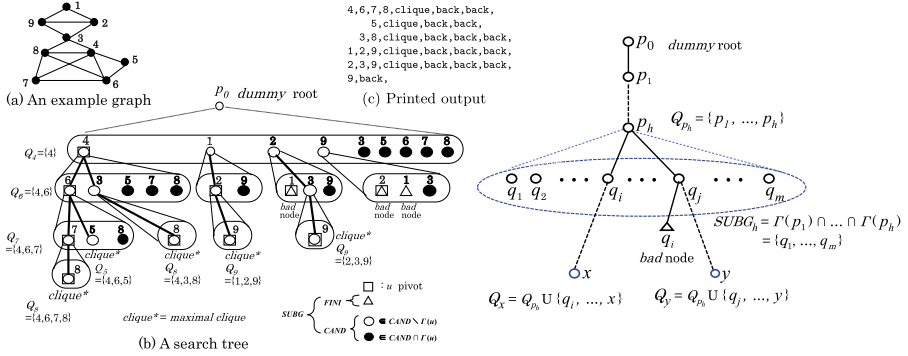 1
9
2
3
8
4
5
7
6
(a) An example graph
4,6,7,8,clique,back,back,
5,clique,back,back,
3,8,clique,back,back,back,
1,2,9,clique,back,back,back,
2,3,9,clique,back,back,back,
9,back,
(c) Printed output
p0 dummy root
4 1 2 9 3 5 6 7 8
Q4={4}
6 3 5 7 8
2 9
1 3 9
2 1 3
Q6={4,6}
bad node
bad node
bad node
7 5 8
8
9
9
Q7
={4,6,7}
clique*
Q5
={4,6,5}
clique*
Q8
={4,3,8}
clique*
Q9
={1,2,9}
clique*
Q9
={2,3,9}
8
clique*
Q8
={4,6,7,8}
clique* = maximal clique
: u pivot
SUBG
FINI
CAND
∈ CAND ∖ Γ(u)
∈ CAND ∩ Γ(u)
(b) A search tree
p0 dummy root
p1
ph
Qph = {p1, ..., ph}
q1 q2 • • • qi • • • qj • • • qm
SUBGh = Γ(p1) ∩ ... ∩ Γ(ph)
= {q1, ..., qm}
qi
bad node
x
y
Qx = Qph U {qi, ..., x}
Qy = Qph U {qj, ..., y}